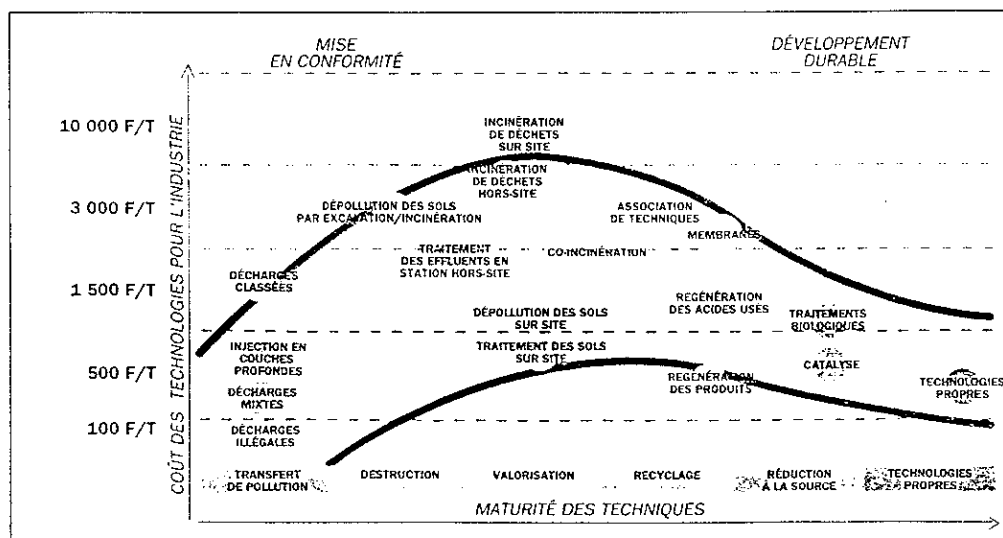 MISE
EN CONFORMITÉ
DÉVELOPPEMENT
DURABLE
COÛT DES TECHNOLOGIES POUR L'INDUSTRIE
10 000 F/T
3 000 F/T
1 500 F/T
500 F/T
100 F/T
INCINÉRATION
DE DÉCHETS
SUR SITE
INCINÉRATION
DE DÉCHETS
HORS-SITE
DÉPOLLUTION DES SOLS
PAR EXCAVATION/INCINÉRATION
ASSOCIATION
DE TECHNIQUES
MEMBRANES
TRAITEMENT
DES EFFLUENTS EN
STATION HORS-SITE
CO-INCINÉRATION
DÉCHARGES
CLASSÉES
REGÉNÉRATION
DES ACIDES USÉS
DÉPOLLUTION DES SOLS
SUR SITE
TRAITEMENTS
BIOLOGIQUES
INJECTION EN
COUCHES
PROFONDES
TRAITEMENT DES SOLS
SUR SITE
CATALYSE
REGÉNÉRATION
DES PRODUITS
TECHNOLOGIES
PROPRES
DÉCHARGES
MIXTES
DÉCHARGES
ILLÉGALES
TRANSFERT
DE POLLUTION
DESTRUCTION
VALORISATION
RECYCLAGE
RÉDUCTION
À LA SOURCE
TECHNOLOGIES
PROPRES
MATURITÉ DES TECHNIQUES